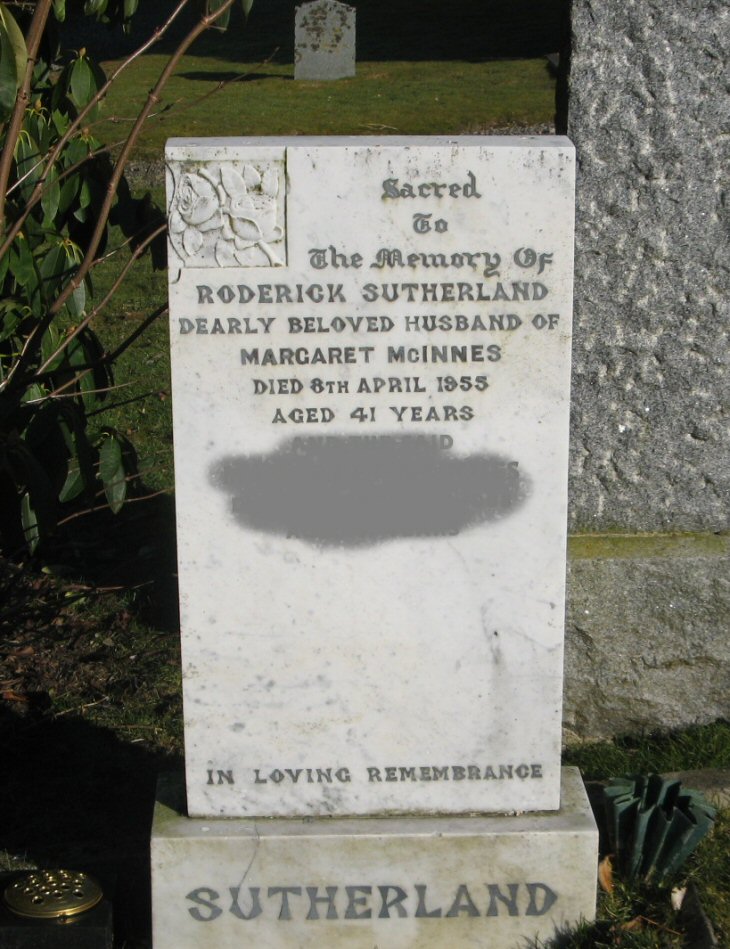 Sacred
To
The Memory Of
RODERICK SUTHERLAND
DEARLY BELOVED HUSBAND OF
MARGARET McINNES
DIED 8TH APRIL 1955
AGED 41 YEARS
IN LOVING REMEMBRANCE
SUTHERLAND